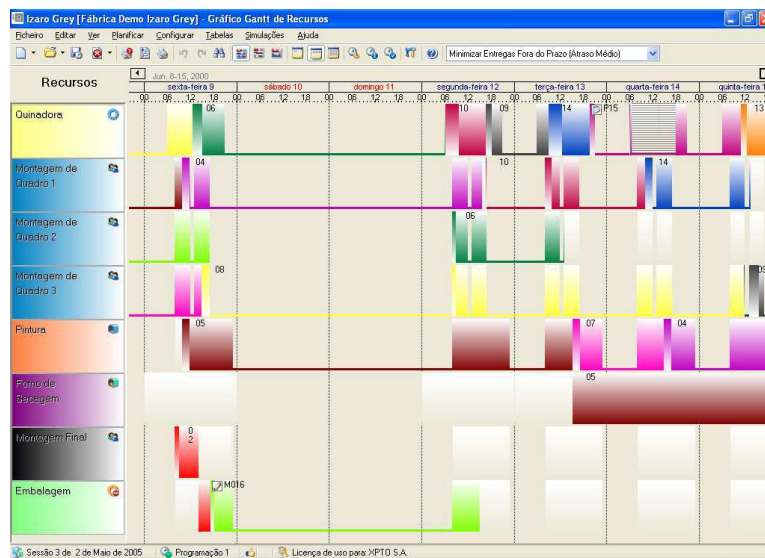 Izaro Grey [Fábrica Demo Izaro Grey] - Gráfico Gantt de Recursos
Ficheiro Editar Ver Planificar Configurar Tabelas Simulações Ajuda
Minimizar Entregas Fora do Prazo (Atraso Médio)
Recursos
Jun. 8-15, 2000
sexta-feira 9 sábado 10 domingo 11 segunda-feira 12 terça-feira 13 quarta-feira 14 quinta-feira 1
00 06 12 18 00 06 12 18 00 06 12 18 00 06 12 18 00 06 12 18 00 06 12 18 00 06 12
Quinadora
06 10 09 14 P15 13
Montagem de
Quadro 1
04 10 14
Montagem de
Quadro 2
06
Montagem de
Quadro 3
08 09
Pintura
05 07 04
Forno de
Secagem
05
Montagem Final
0
2
Embalagem
M016
Sessão 3 de 2 de Maio de 2005 Programação 1 Licença de uso para: XPTO S.A.